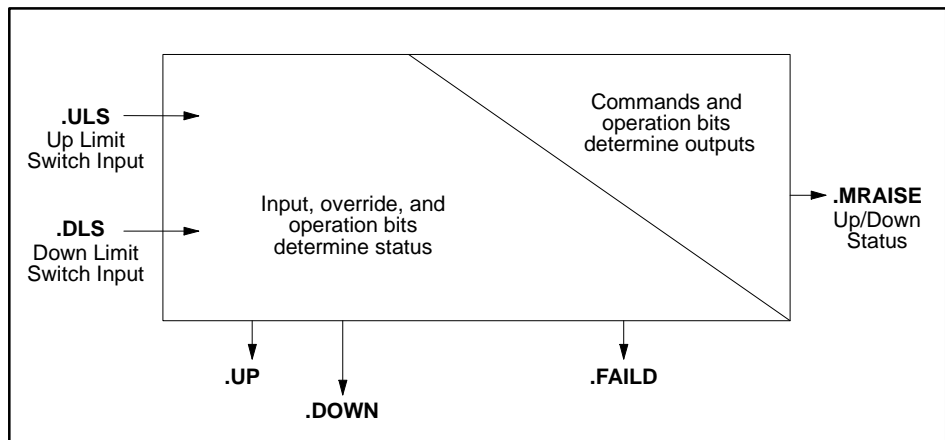 .ULS
Up Limit
Switch Input
.DLS
Down Limit
Switch Input
Input, override, and
operation bits
determine status
Commands and
operation bits
determine outputs
.MRAISE
Up/Down
Status
.UP
.DOWN
.FAILD